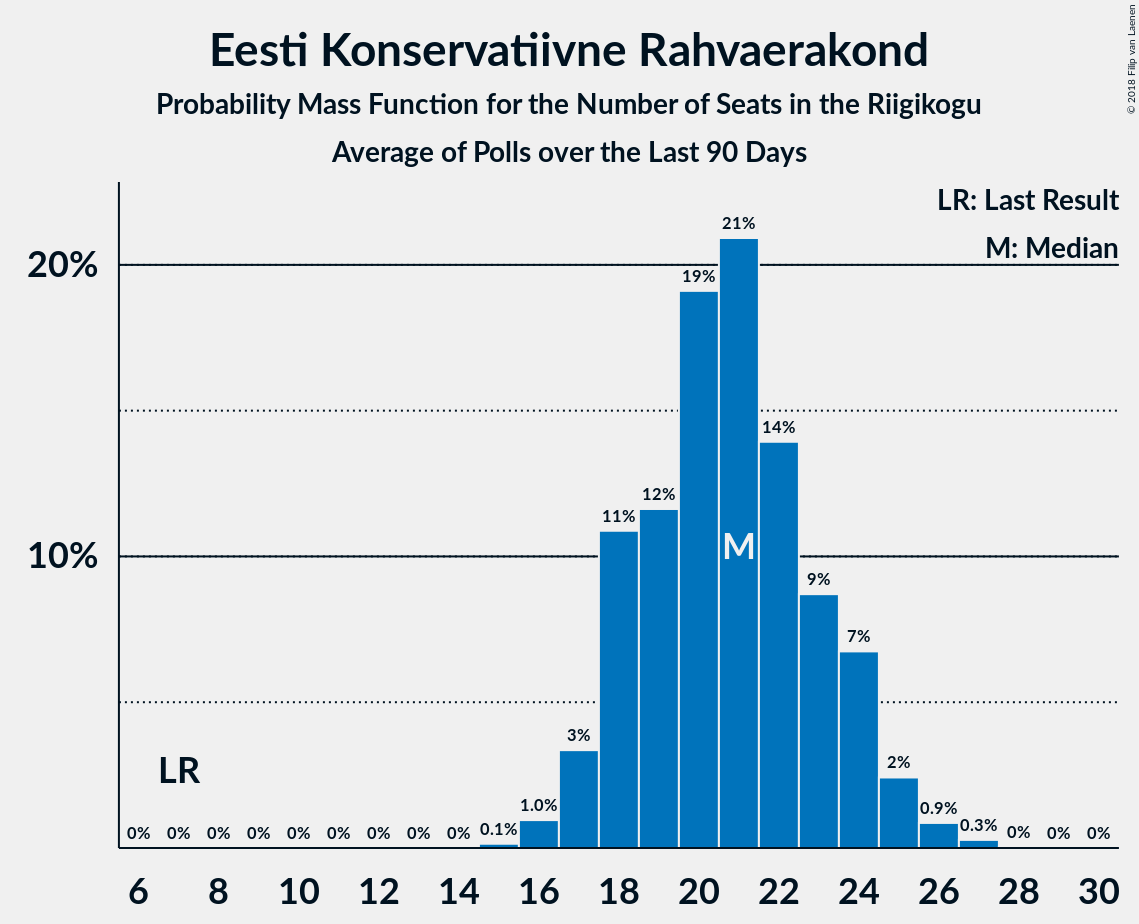 Eesti Konservatiivne Rahvaerakond
Probability Mass Function for the Number of Seats in the Riigikogu
Average of Polls over the Last 90 Days
© 2018 Filip van Laenen
LR: Last Result
M: Median
20%
10%
0% 0% 0% 0% 0% 0% 0% 0% 0% 0.1% 1.0% 3% 11% 12% 19% 21% 14% 9% 7% 2% 0.9% 0.3% 0% 0% 0%
LR
M
6 8 10 12 14 16 18 20 22 24 26 28 30